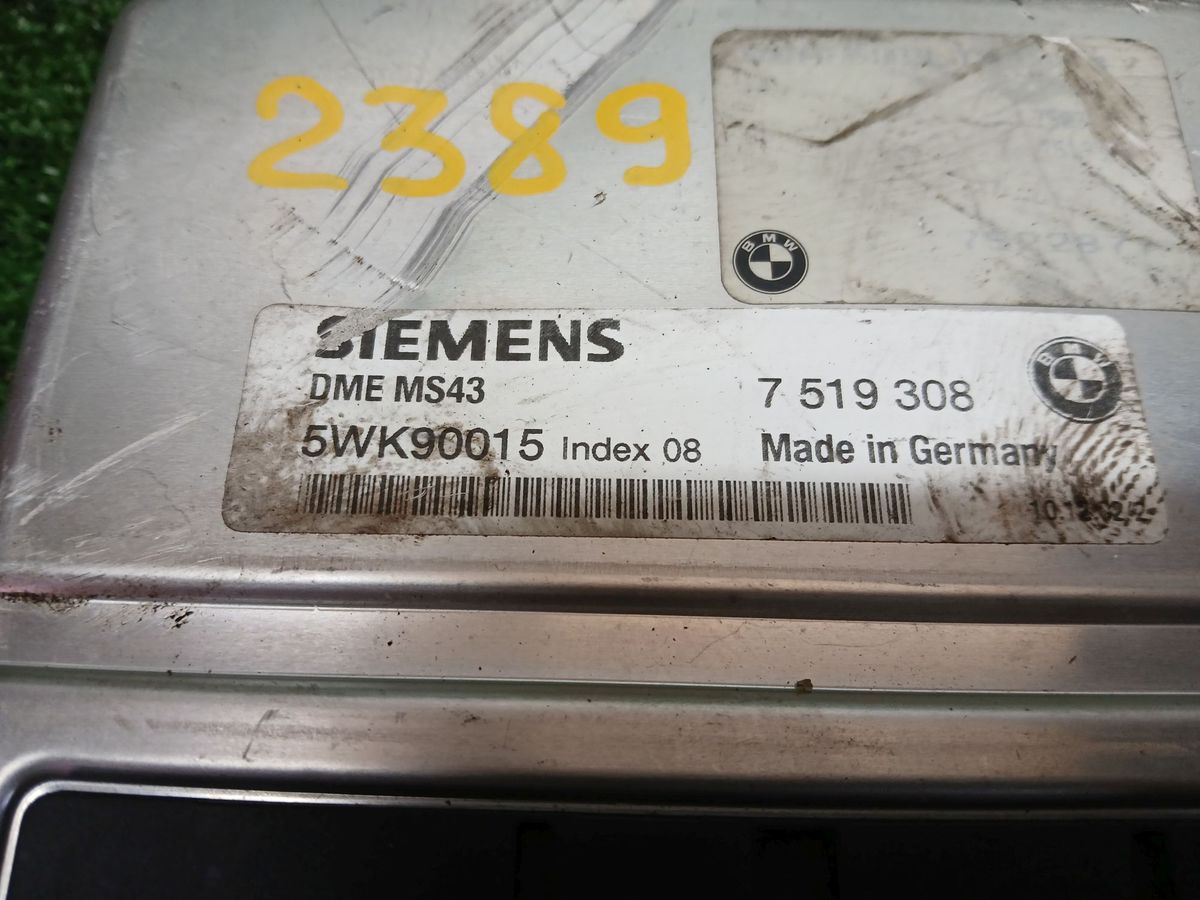 2389
BMW
SIEMENS
DME MS43
7 519 308
BMW
5WK90015 Index 08
Made in Germany